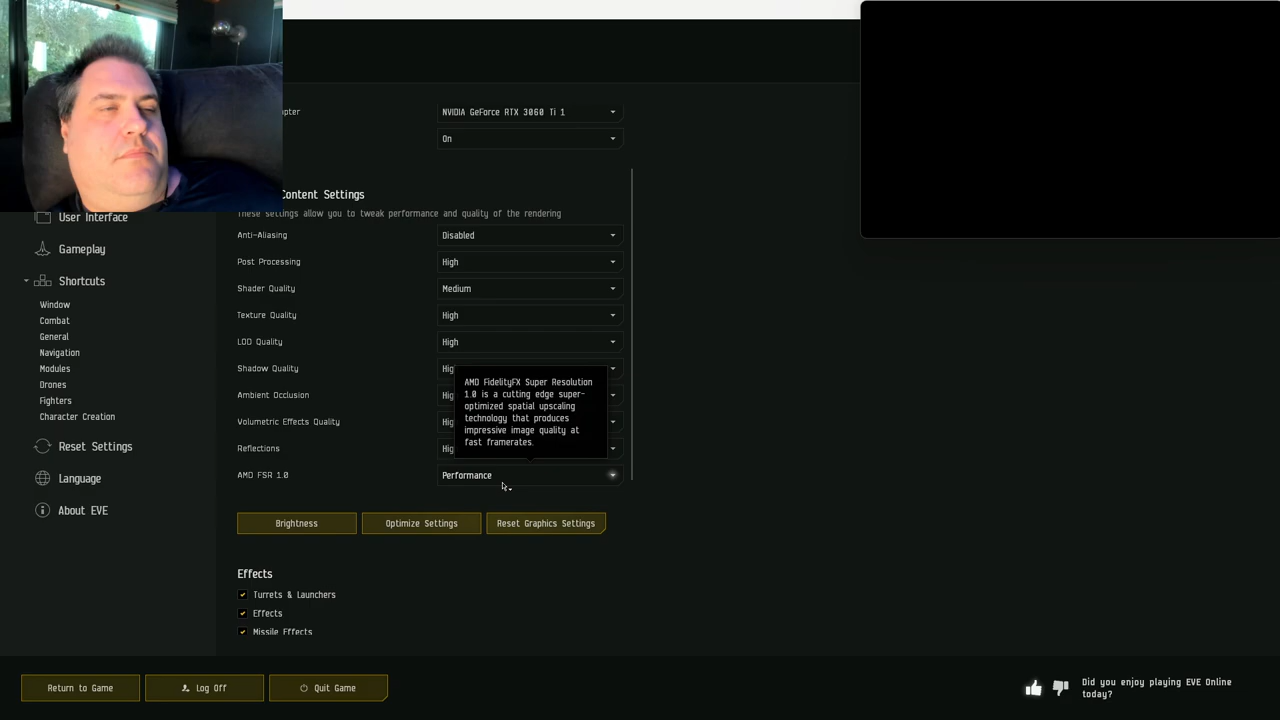 NVIDIA GeForce RTX 3060 Ti 1
On
Content Settings
These settings allow you to tweak performance and quality of the rendering
Anti-Aliasing Disabled
Post Processing High
Shader Quality Medium
Texture Quality High
LOD Quality High
Shadow Quality
Ambient Occlusion
Volumetric Effects Quality
Reflections
AMD FidelityFX Super Resolution
1.0 is a cutting edge super-
optimized spatial upscaling
technology that produces
impressive image quality at
fast framerates.
AMD FSR 1.0 Performance
Brightness Optimize Settings Reset Graphics Settings
Effects
Turrets & Launchers
Effects
Missile Effects
User Interface
Gameplay
Shortcuts
Window
Combat
General
Navigation
Modules
Drones
Fighters
Character Creation
Reset Settings
Language
About EVE
Return to Game Log Off Quit Game
Did you enjoy playing EVE Online
today?